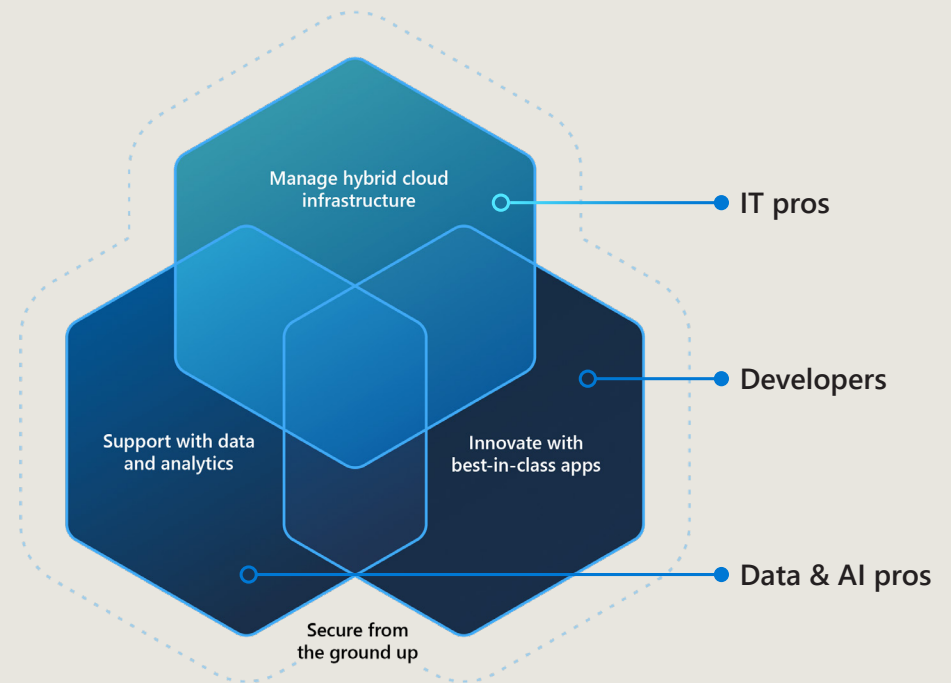 Manage hybrid cloud
infrastructure
IT pros
Developers
Support with data
and analytics
Innovate with
best-in-class apps
Data & AI pros
Secure from
the ground up